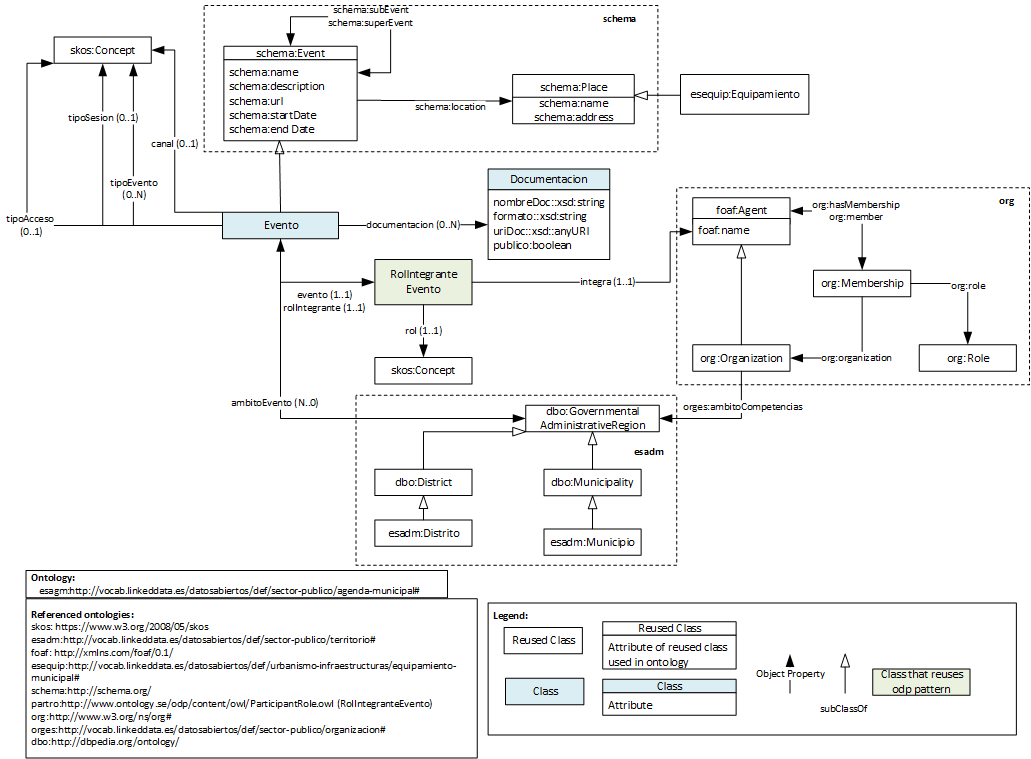 schema:subEvent
schema:superEvent
schema
skos:Concept
schema:Event
schema:name
schema:description
schema:url
schema:startDate
schema:end Date
schema:location
schema:Place
schema:name
schema:address
esequip:Equipamiento
tipoSesion (0..1)
canal (0..1)
tipoEvento
(0..N)
tipoAcceso
(0..1)
Evento
documentacion (0..N)
Documentacion
nombreDoc::xsd:string
formato::xsd:string
uriDoc::xsd::anyURI
publico:boolean
org
foaf:Agent
foaf:name
org:hasMembership
org:member
org:Membership
org:role
org:Organization
org:organization
org:Role
RolIntegrante
Evento
evento (1..1)
rolIntegrante (1..1)
integra (1..1)
rol (1..1)
skos:Concept
ambitoEvento (N..0)
orges:ambitoCompetencias
dbo:Governmental
AdministrativeRegion
esadm
dbo:District
dbo:Municipality
esadm:Distrito
esadm:Municipio
Ontology:
esagm:http://vocab.linkeddata.es/datosabiertos/def/sector-publico/agenda-municipal#
Referenced ontologies:
skos: https://www.w3.org/2008/05/skos
esadm:http://vocab.linkeddata.es/datosabiertos/def/sector-publico/territorio#
foaf: http://xmlns.com/foaf/0.1/
esequip:http://vocab.linkeddata.es/datosabiertos/def/urbanismo-infraestructuras/equipamiento-
municipal#
schema:http://schema.org/
partro:http://www.ontology.se/odp/content/owl/ParticipantRole.owl (RolIntegranteEvento)
org:http://www.w3.org/ns/org#
orges:http://vocab.linkeddata.es/datosabiertos/def/sector-publico/organizacion#
dbo:http://dbpedia.org/ontology/
Legend:
Reused Class
Reused Class
Attribute of reused class
used in ontology
Class
Class
Attribute
Object Property
subClassOf
Class that reuses
odp pattern